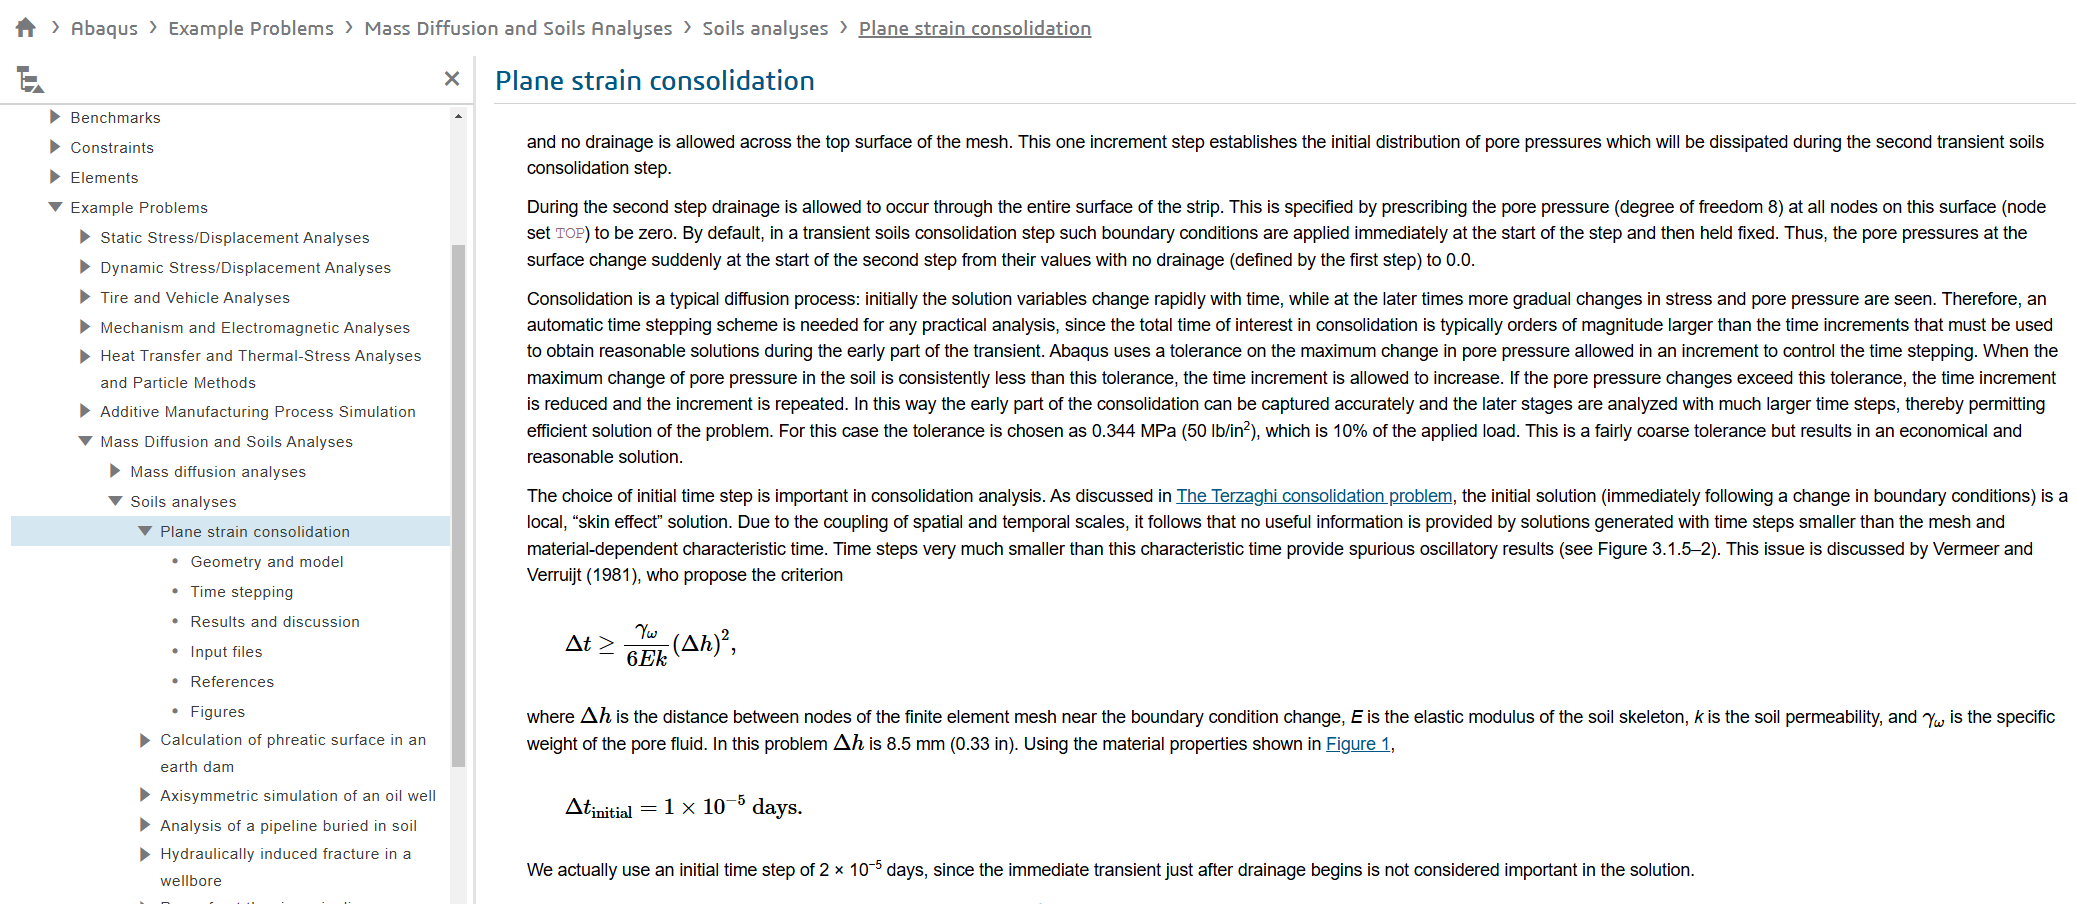 Abaqus > Example Problems > Mass Diffusion and Soils Analyses > Soils analyses > Plane strain consolidation
Benchmarks
Constraints
Elements
Example Problems
Static Stress/Displacement Analyses
Dynamic Stress/Displacement Analyses
Tire and Vehicle Analyses
Mechanism and Electromagnetic Analyses
Heat Transfer and Thermal-Stress Analyses
and Particle Methods
Additive Manufacturing Process Simulation
Mass Diffusion and Soils Analyses
Mass diffusion analyses
Soils analyses
Plane strain consolidation
• Geometry and model
• Time stepping
• Results and discussion
• Input files
• References
• Figures
Calculation of phreatic surface in an
earth dam
Axisymmetric simulation of an oil well
Analysis of a pipeline buried in soil
Hydraulically induced fracture in a
wellbore
Plane strain consolidation
and no drainage is allowed across the top surface of the mesh. This one increment step establishes the initial distribution of pore pressures which will be dissipated during the second transient soils
consolidation step.
During the second step drainage is allowed to occur through the entire surface of the strip. This is specified by prescribing the pore pressure (degree of freedom 8) at all nodes on this surface (node
set TOP) to be zero. By default, in a transient soils consolidation step such boundary conditions are applied immediately at the start of the step and then held fixed. Thus, the pore pressures at the
surface change suddenly at the start of the second step from their values with no drainage (defined by the first step) to 0.0.
Consolidation is a typical diffusion process: initially the solution variables change rapidly with time, while at the later times more gradual changes in stress and pore pressure are seen. Therefore, an
automatic time stepping scheme is needed for any practical analysis, since the total time of interest in consolidation is typically orders of magnitude larger than the time increments that must be used
to obtain reasonable solutions during the early part of the transient. Abaqus uses a tolerance on the maximum change in pore pressure allowed in an increment to control the time stepping. When the
maximum change of pore pressure in the soil is consistently less than this tolerance, the time increment is allowed to increase. If the pore pressure changes exceed this tolerance, the time increment
is reduced and the increment is repeated. In this way the early part of the consolidation can be captured accurately and the later stages are analyzed with much larger time steps, thereby permitting
efficient solution of the problem. For this case the tolerance is chosen as 0.344 MPa (50 lb/in²), which is 10% of the applied load. This is a fairly coarse tolerance but results in an economical and
reasonable solution.
The choice of initial time step is important in consolidation analysis. As discussed in The Terzaghi consolidation problem, the initial solution (immediately following a change in boundary conditions) is a
local, “skin effect” solution. Due to the coupling of spatial and temporal scales, it follows that no useful information is provided by solutions generated with time steps smaller than the mesh and
material-dependent characteristic time. Time steps very much smaller than this characteristic time provide spurious oscillatory results (see Figure 3.1.5–2). This issue is discussed by Vermeer and
Verruijt (1981), who propose the criterion
Δt ≥ γω/6Ek (Δh)²,
where Δh is the distance between nodes of the finite element mesh near the boundary condition change, E is the elastic modulus of the soil skeleton, k is the soil permeability, and γω is the specific
weight of the pore fluid. In this problem Δh is 8.5 mm (0.33 in). Using the material properties shown in Figure 1,
Δtinitial = 1 × 10⁻⁵ days.
We actually use an initial time step of 2 × 10⁻⁵ days, since the immediate transient just after drainage begins is not considered important in the solution.